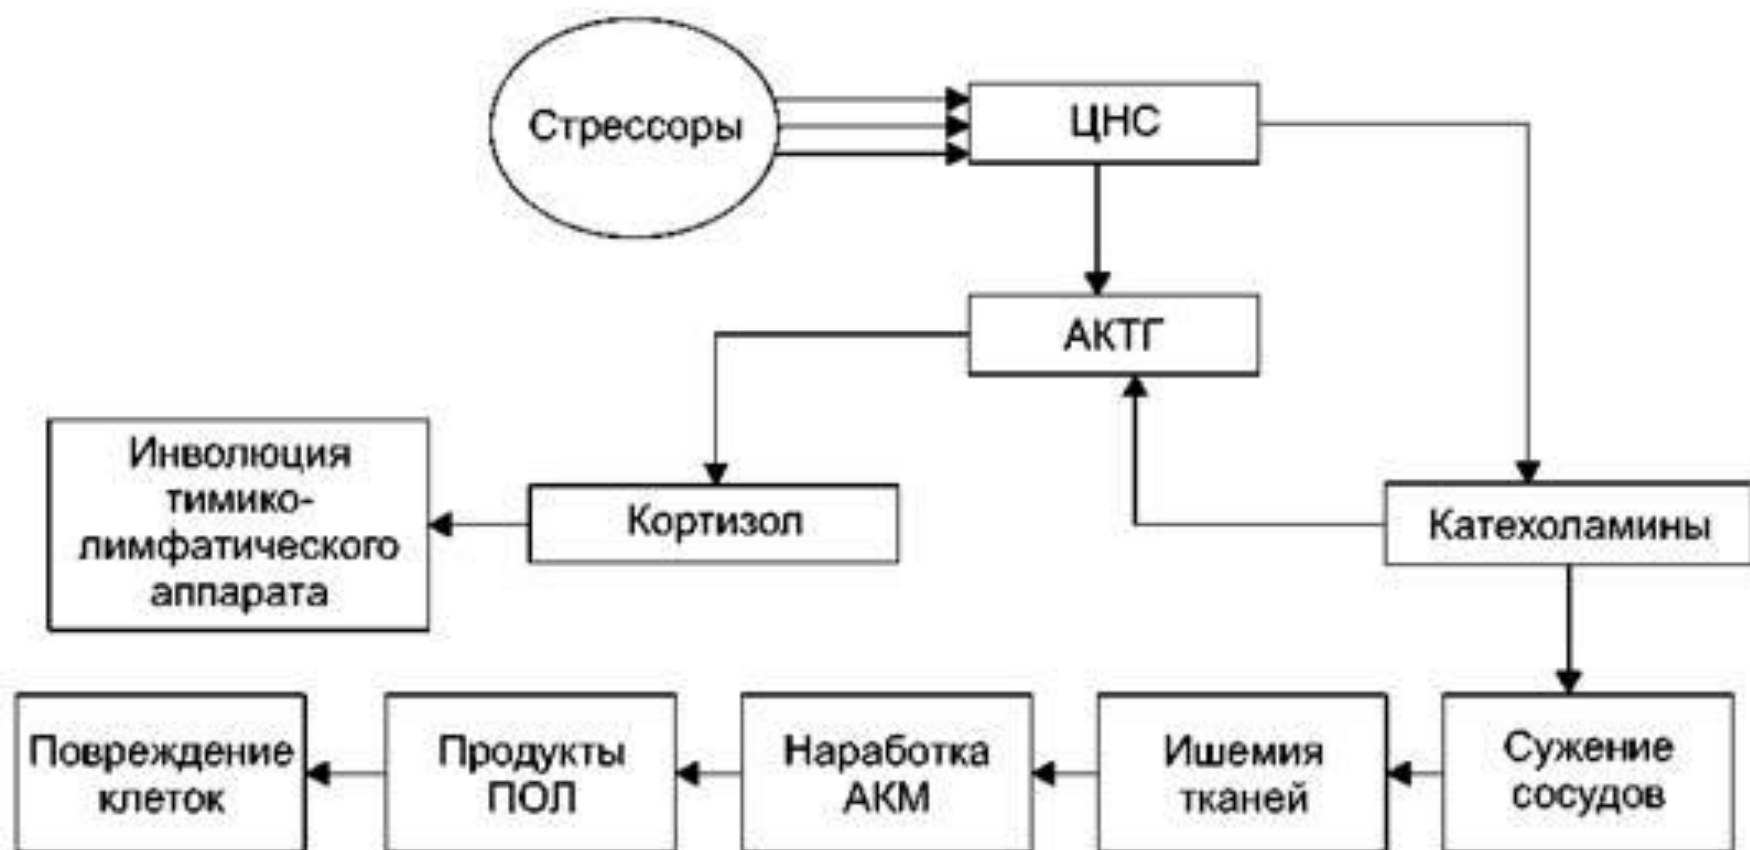 Стрессоры
ЦНС
АКТГ
Инволюция
тимико-
лимфатического
аппарата
Кортизол
Катехоламины
Повреждение
клеток
Продукты
ПОЛ
Наработка
АКМ
Ишемия
тканей
Сужение
сосудов